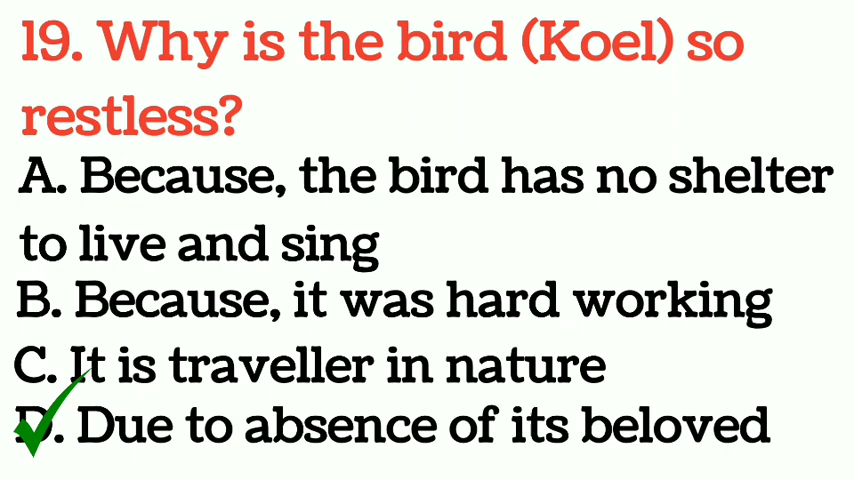 19. Why is the bird (Koel) so
restless?
A. Because, the bird has no shelter
to live and sing
B. Because, it was hard working
C. It is traveller in nature
D. Due to absence of its beloved